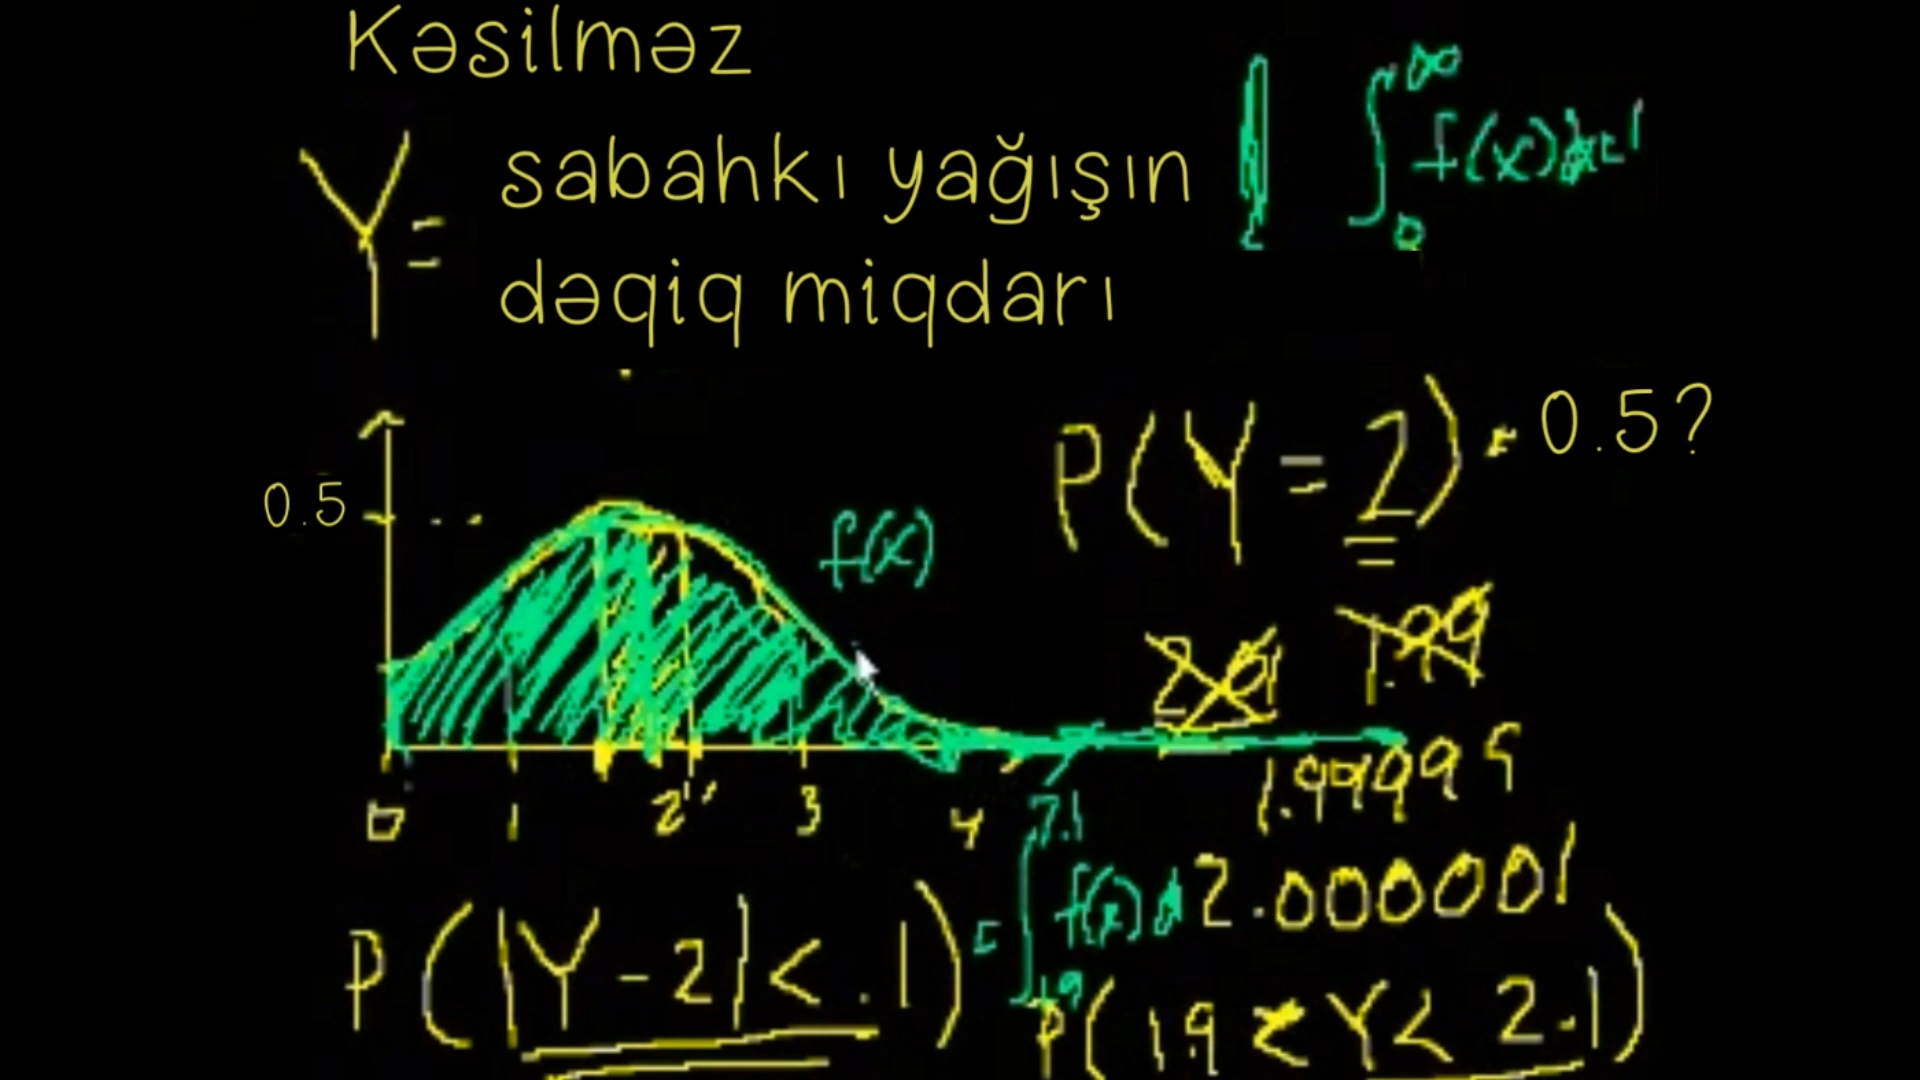 Kəsilməz
Y = sabahkı yağışın
dəqiq miqdarı
∫₀^∞ f(x)dx=1
P(Y=2) = 0.5?
0.5
f(x)
2.01 1.99
1.99999
0 1 2'' 3 4
2.000001
P(|Y-2|<.1) = ∫₁.₉^2.1 f(x)d
P(1.9<Y<2.1)